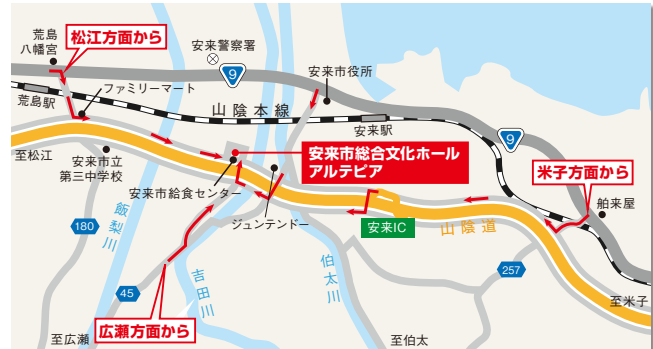 荒島
八幡宮
松江方面から
安来警察署
9
安来市役所
ファミリーマート
荒島駅
山陰本線
安来駅
9
至松江
安来市立
第三中学校
安来市総合文化ホール
アルテピア
米子方面から
安来市給食センター
舶来屋
ジュンテンドー
飯梨川
180
安来IC
山陰道
吉田川
伯太川
257
45
広瀬方面から
至米子
至広瀬
至伯太